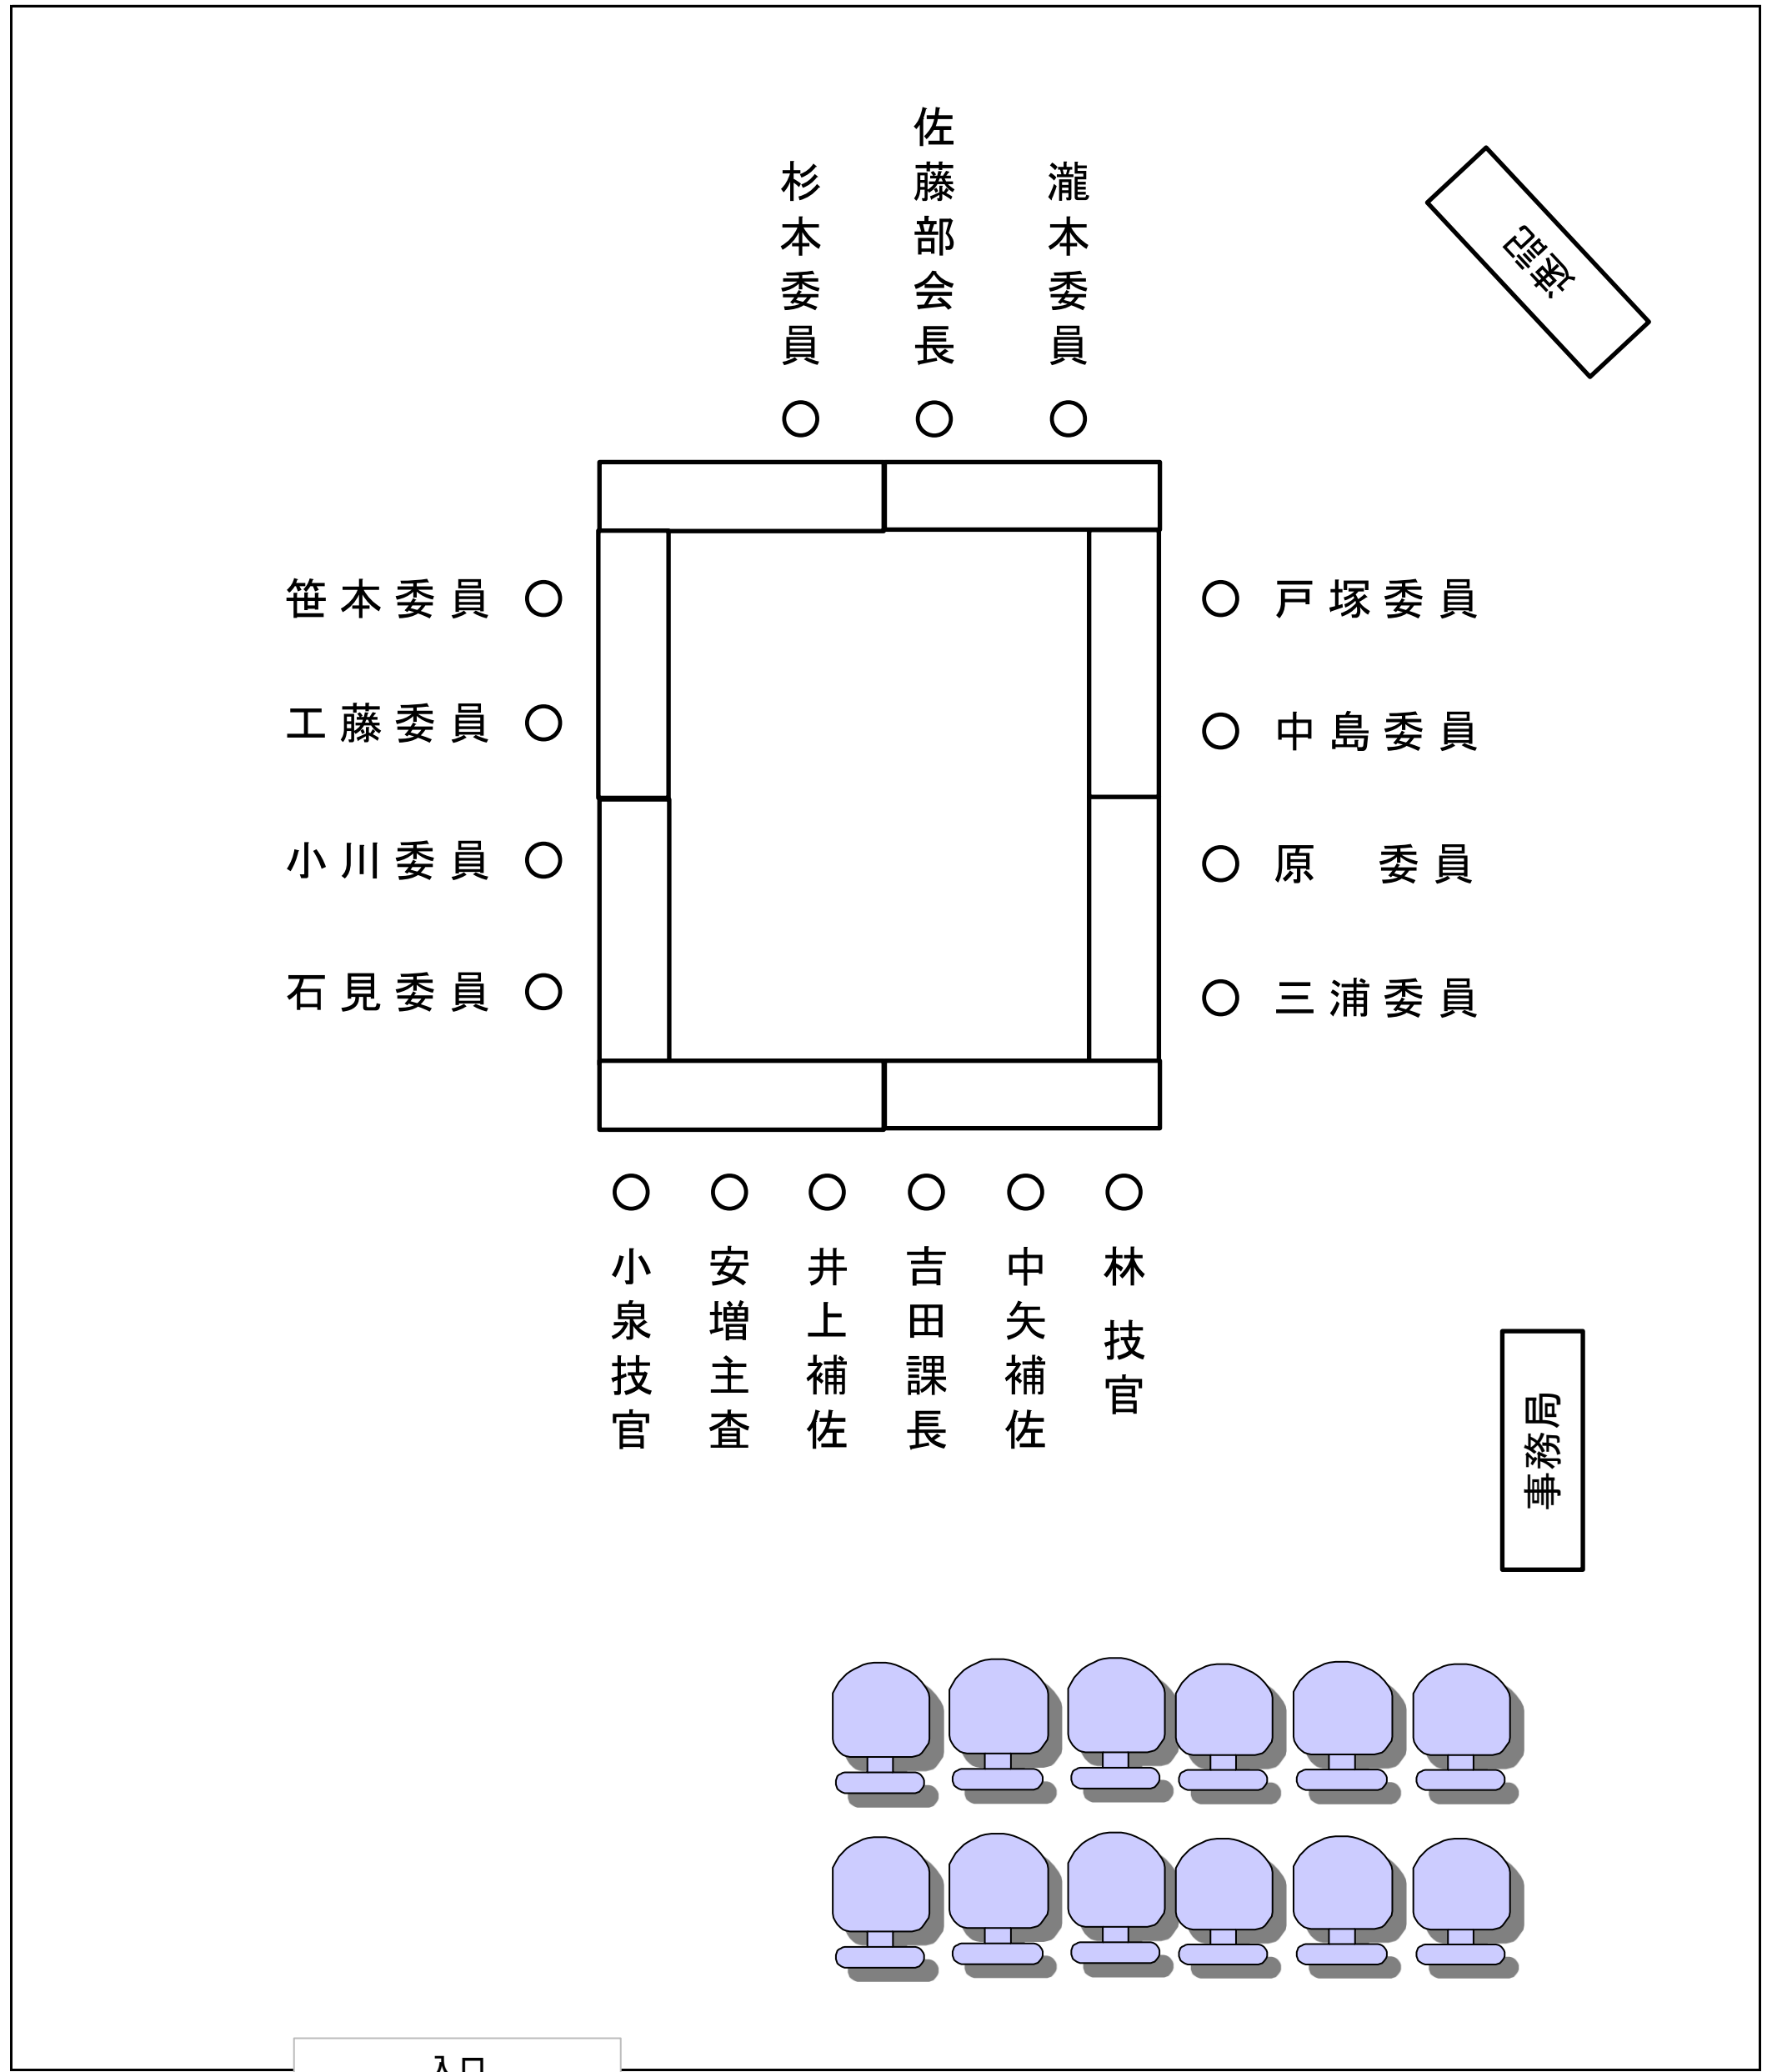 杉本委員
佐藤部会長
瀧本委員
速記
笹本委員
工藤委員
小川委員
石見委員
戸塚委員
中島委員
原　委員
三浦委員
小泉技官
安増主査
井上補佐
吉田課長
中矢補佐
林 技官
事務局
入口